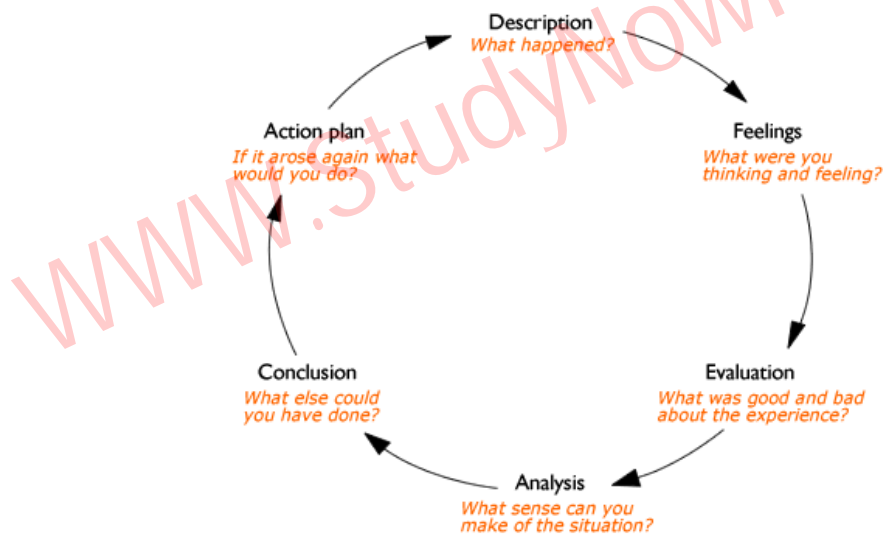 Description
What happened?
Feelings
What were you
thinking and feeling?
Evaluation
What was good and bad
about the experience?
Analysis
What sense can you
make of the situation?
Conclusion
What else could
you have done?
Action plan
If it arose again what
would you do?